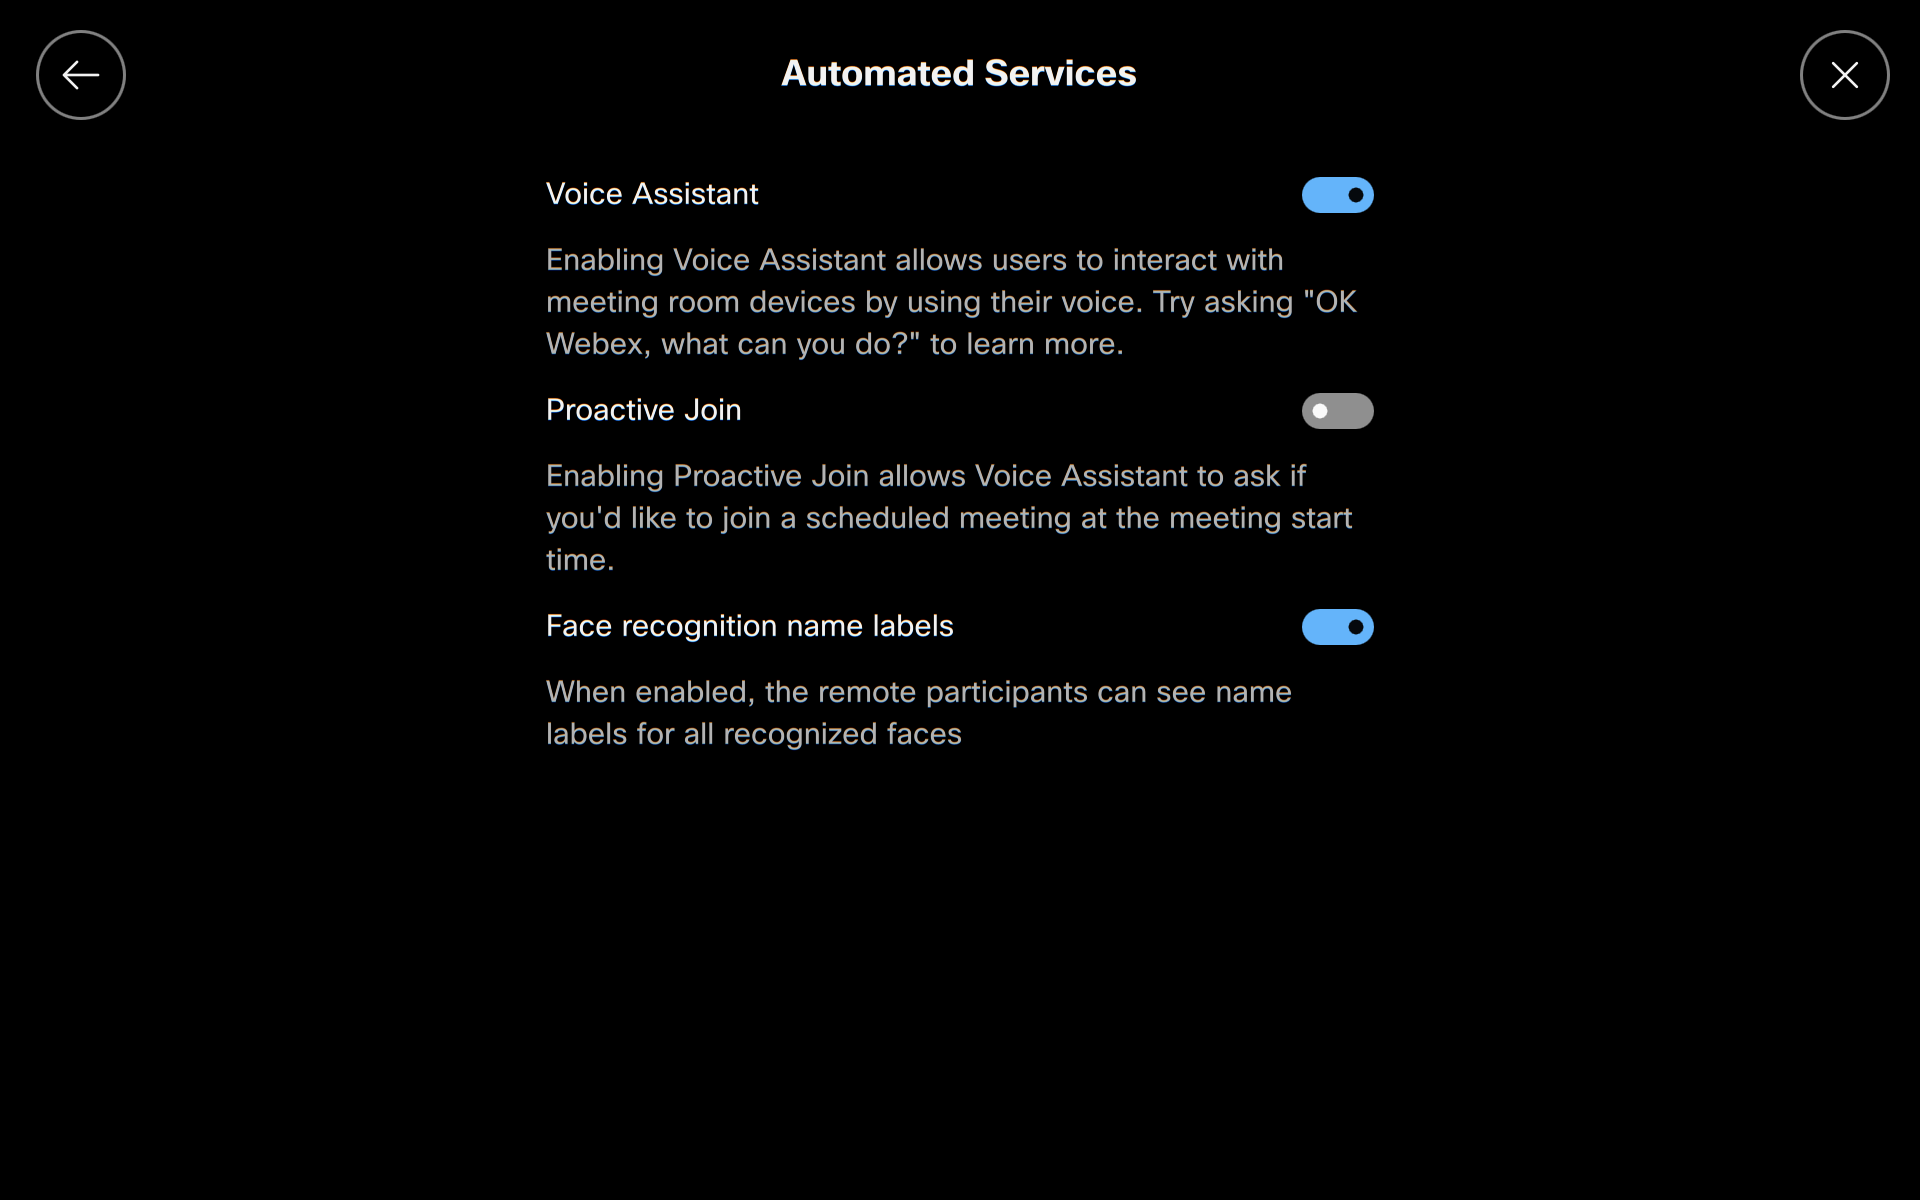 Automated Services
Voice Assistant
Enabling Voice Assistant allows users to interact with
meeting room devices by using their voice. Try asking "OK
Webex, what can you do?" to learn more.
Proactive Join
Enabling Proactive Join allows Voice Assistant to ask if
you'd like to join a scheduled meeting at the meeting start
time.
Face recognition name labels
When enabled, the remote participants can see name
labels for all recognized faces